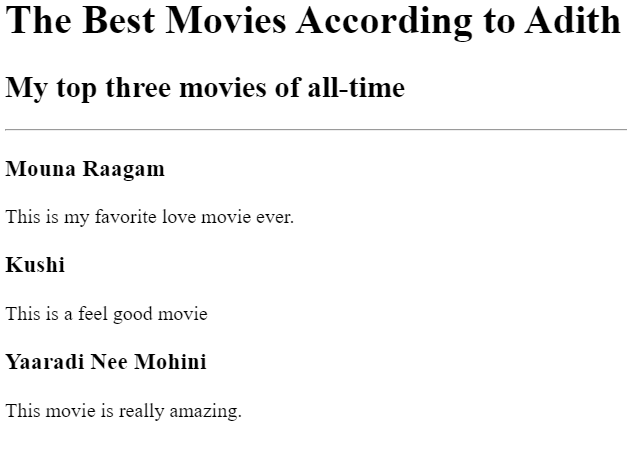 The Best Movies According to Adith
My top three movies of all-time
Mouna Raagam
This is my favorite love movie ever.
Kushi
This is a feel good movie
Yaaradi Nee Mohini
This movie is really amazing.